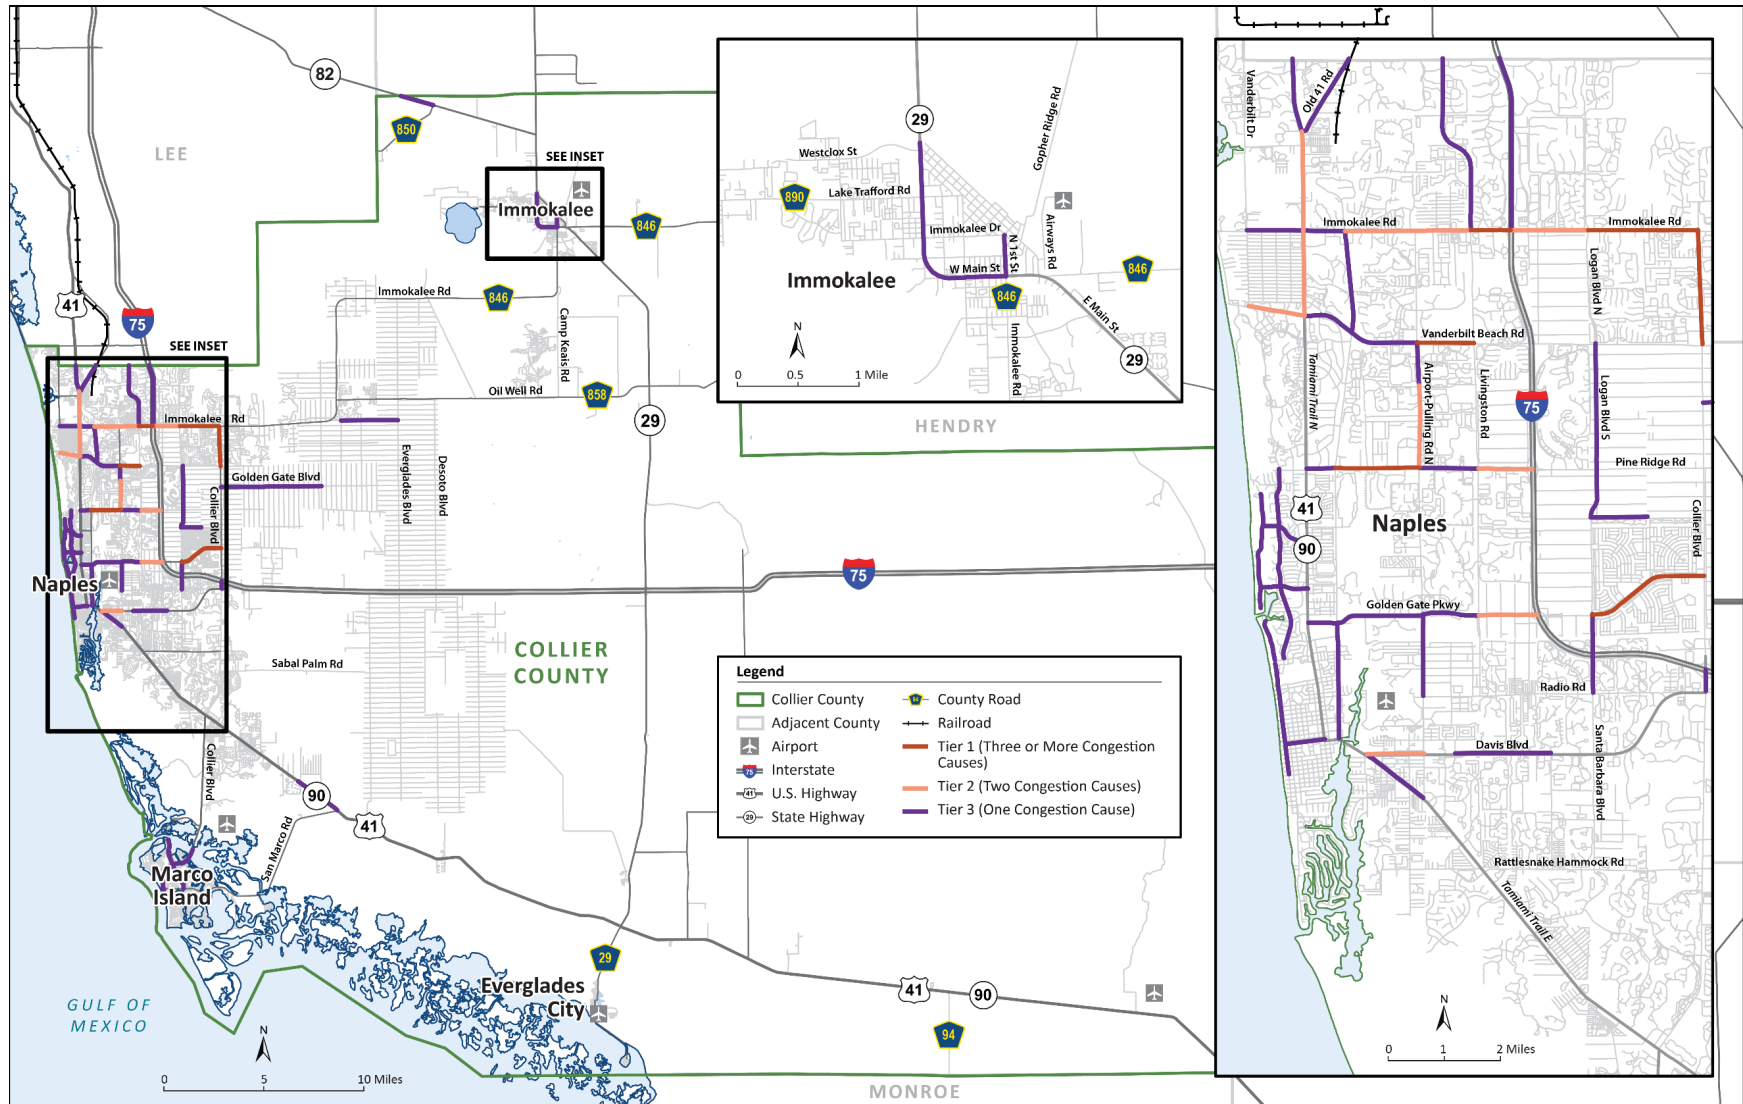 82
850
LEE
SEE INSET
Immokalee
846
41
75
SEE INSET
Immokalee Rd
846
Camp Keais Rd
Oil Well Rd
858
29
Immokalee Rd
Golden Gate Blvd
Everglades Blvd
Desoto Blvd
Collier Blvd
Naples
75
COLLIER
COUNTY
Sabal Palm Rd
Collier Blvd
90
41
San Marco Rd
Marco
Island
Everglades
City
29
41
90
94
GULF OF
MEXICO
N
0 5 10 Miles
MONROE
HENDRY
29
Westclox St
Gopher Ridge Rd
890
Lake Trafford Rd
Immokalee Dr
N 1st St
Airways Rd
W Main St
846
846
Immokalee
E Main St
Immokalee Rd
29
N
0 0.5 1 Mile
Legend
Collier County
Adjacent County
Airport
75
Interstate
41
U.S. Highway
29
State Highway
94
County Road
Railroad
Tier 1 (Three or More Congestion
Causes)
Tier 2 (Two Congestion Causes)
Tier 3 (One Congestion Cause)
Vanderbilt Dr
Old 41 Rd
Immokalee Rd
Immokalee Rd
Logan Blvd N
Vanderbilt Beach Rd
Tamiami Trail N
Airport-Pulling Rd N
Livingston Rd
75
Logan Blvd S
Pine Ridge Rd
41
90
Naples
Collier Blvd
Golden Gate Pkwy
Radio Rd
Davis Blvd
Santa Barbara Blvd
Rattlesnake Hammock Rd
Tamiami Trail E
N
0 1 2 Miles